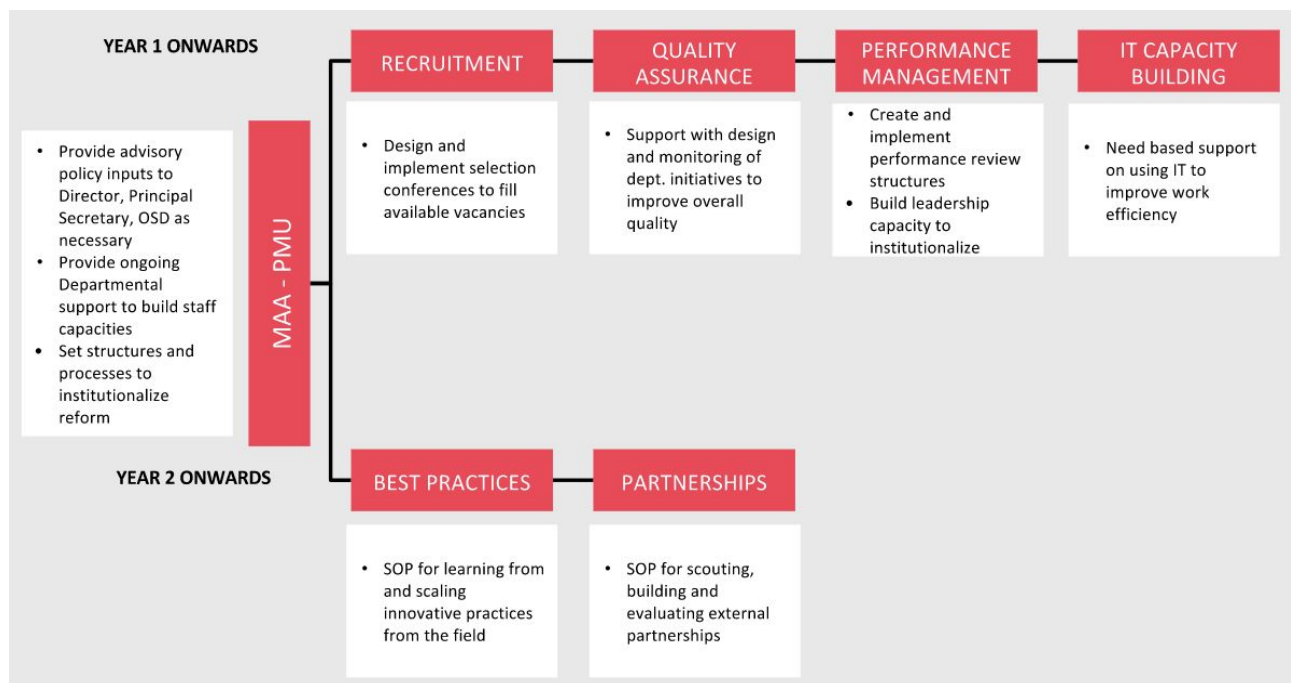 YEAR 1 ONWARDS
RECRUITMENT
QUALITY
ASSURANCE
PERFORMANCE
MANAGEMENT
IT CAPACITY
BUILDING
• Design and
implement selection
conferences to fill
available vacancies
• Support with design
and monitoring of
dept. initiatives to
improve overall
quality
• Create and
implement
performance review
structures
• Build leadership
capacity to
institutionalize
• Need based support
on using IT to
improve work
efficiency
• Provide advisory
policy inputs to
Director, Principal
Secretary, OSD as
necessary
• Provide ongoing
Departmental
support to build staff
capacities
• Set structures and
processes to
institutionalize
reform
MAA - PMU
YEAR 2 ONWARDS
BEST PRACTICES
PARTNERSHIPS
• SOP for learning from
and scaling
innovative practices
from the field
• SOP for scouting,
building and
evaluating external
partnerships